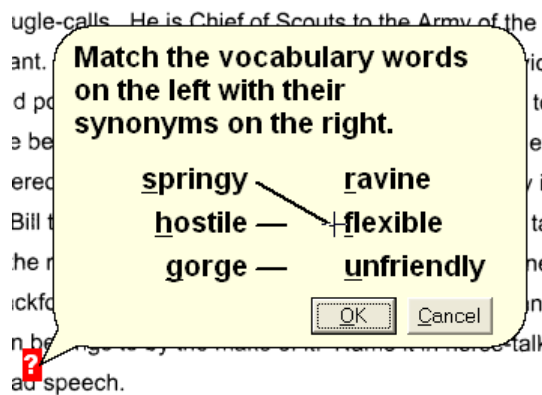 ugle-calls. He is Chief of Scouts to the Army of the
ant.
Match the vocabulary words
on the left with their
synonyms on the right.
springy ravine
hostile flexible
gorge unfriendly
OK Cancel
Bill
?
speech.